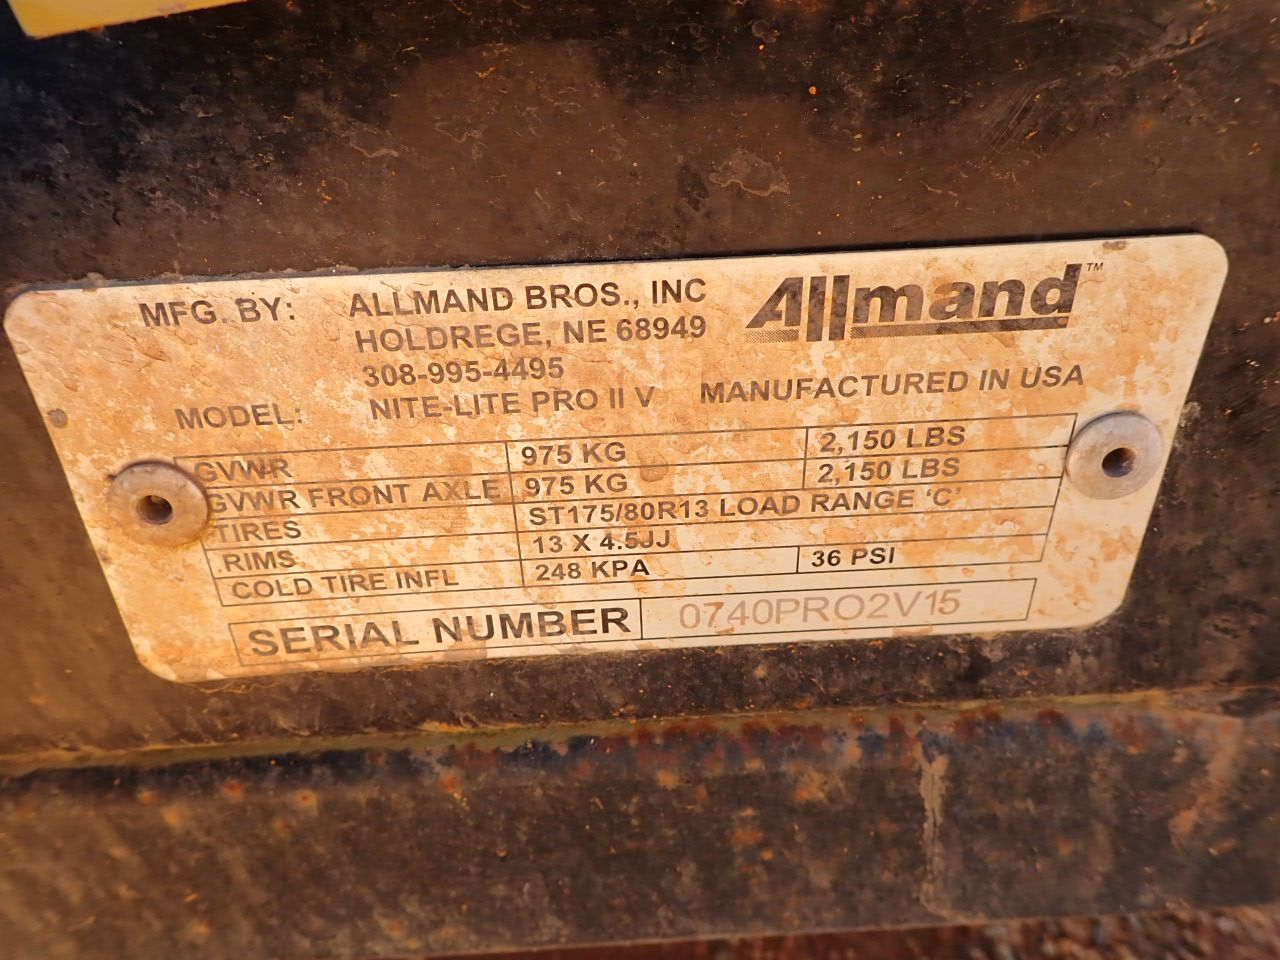 MFG. BY: ALLMAND BROS., INC
HOLDREGE, NE 68949
308-995-4495
Allmand™
MODEL: NITE-LITE PRO II V MANUFACTURED IN USA
GVWR 975 KG 2,150 LBS
GVWR FRONT AXLE 975 KG 2,150 LBS
TIRES ST175/80R13 LOAD RANGE 'C'
RIMS 13 X 4.5JJ
COLD TIRE INFL 248 KPA 36 PSI
SERIAL NUMBER 0740PRO2V15